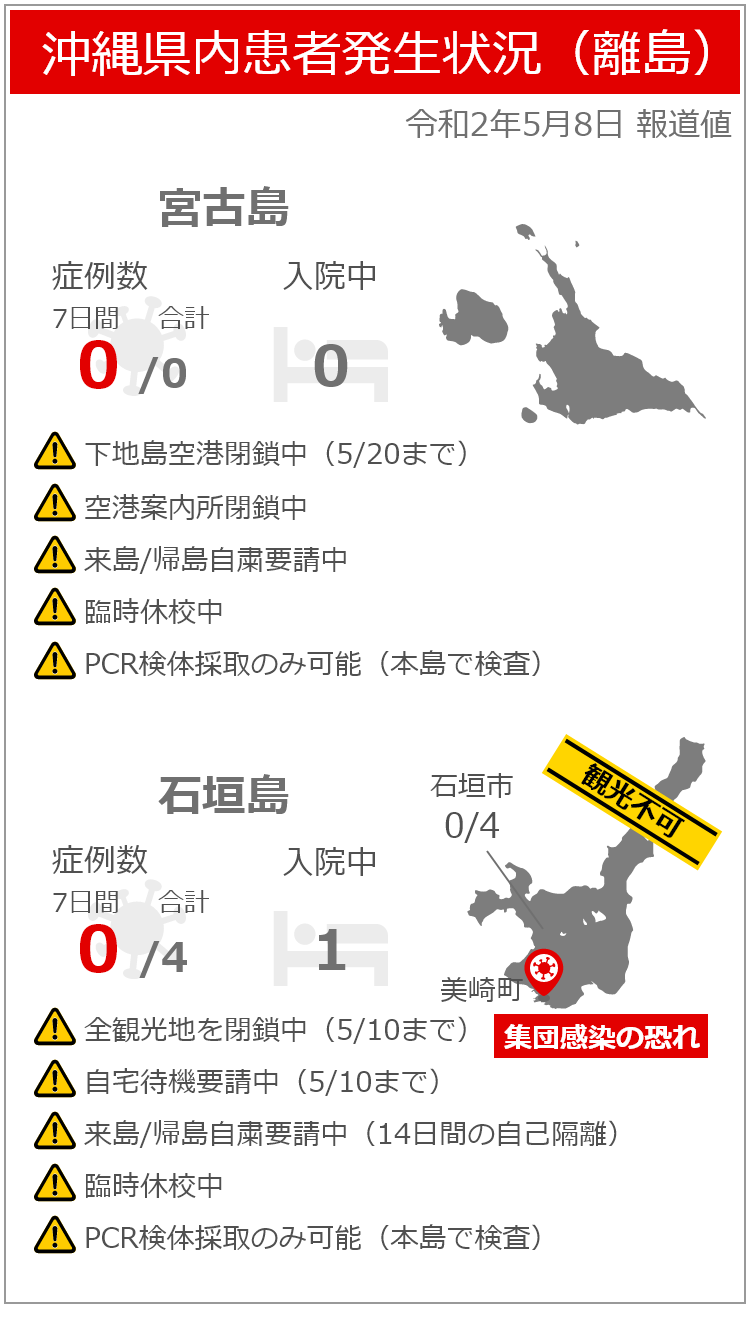 沖縄県内患者発生状況（離島）
令和2年5月8日 報道値
宮古島
症例数
入院中
7日間 合計
0 /0
0
下地島空港閉鎖中（5/20まで）
空港案内所閉鎖中
来島/帰島自粛要請中
臨時休校中
PCR検体採取のみ可能（本島で検査）
石垣島
症例数
入院中
7日間 合計
0 /4
1
石垣市
0/4
観光不可
美崎町
集団感染の恐れ
全観光地を閉鎖中（5/10まで）
自宅待機要請中（5/10まで）
来島/帰島自粛要請中（14日間の自己隔離）
臨時休校中
PCR検体採取のみ可能（本島で検査）